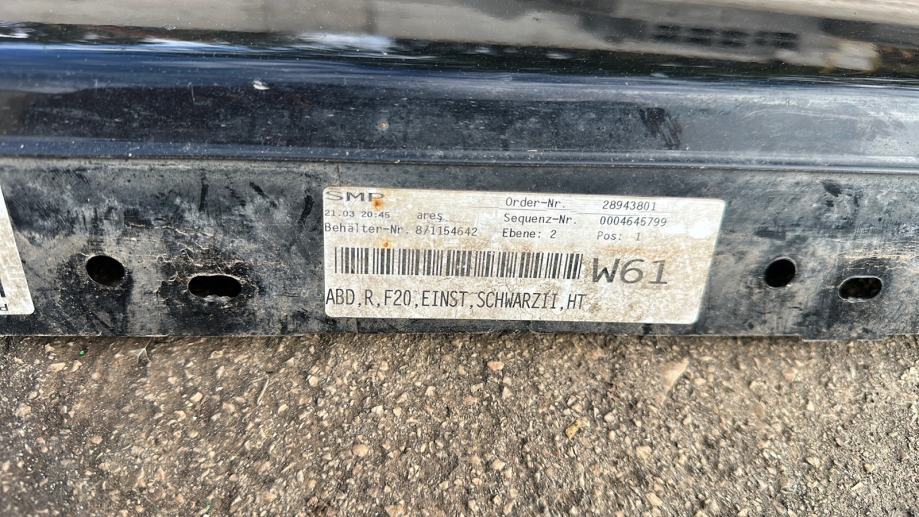 SMP
Order-Nr. 28943801
21.03 20:45 ares Sequenz-Nr. 0004645799
Behälter-Nr. 8/1154642 Ebene: 2 Pos: 1
W61
ABD,R,F20,EINST,SCHWARZII,HT